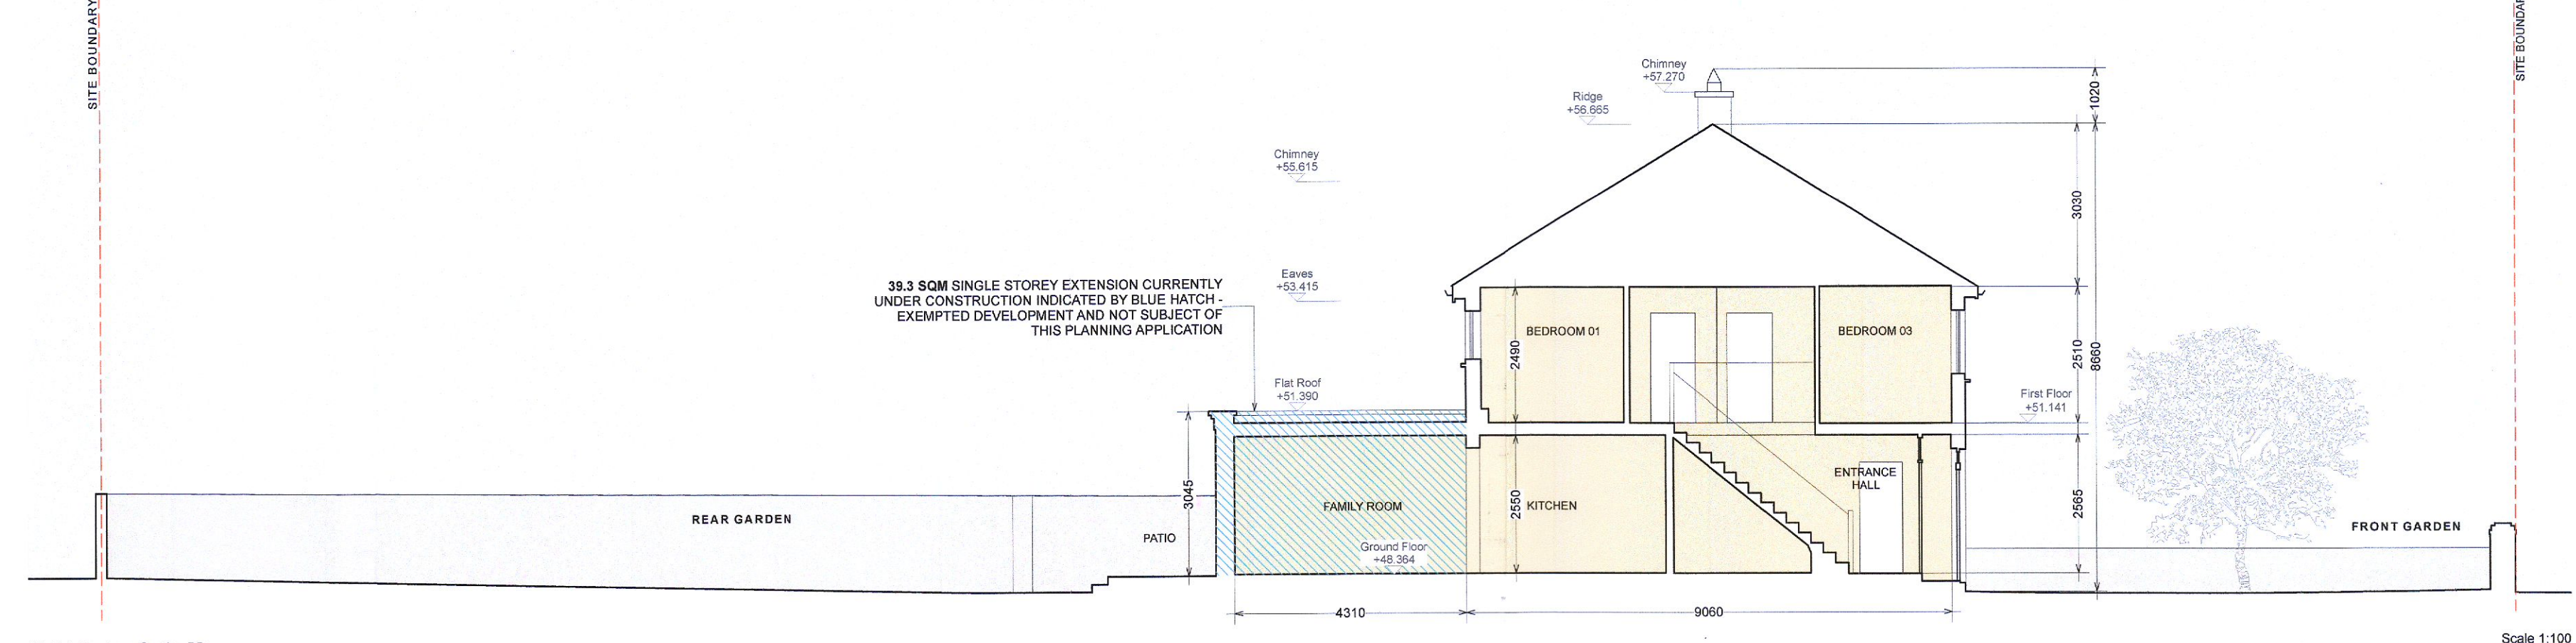 SITE BOUNDARY
SITE BOUNDARY
Chimney
+57.270
Ridge
+56.665
1020
Chimney
+55.615
3030
39.3 SQM SINGLE STOREY EXTENSION CURRENTLY
UNDER CONSTRUCTION INDICATED BY BLUE HATCH -
EXEMPTED DEVELOPMENT AND NOT SUBJECT OF
THIS PLANNING APPLICATION
Eaves
+53.415
BEDROOM 01
BEDROOM 03
2490
2510
8660
Flat Roof
+51.390
First Floor
+51.141
3045
ENTRANCE
HALL
FAMILY ROOM
2550
KITCHEN
2565
REAR GARDEN
PATIO
FRONT GARDEN
Ground Floor
+48.364
4310
9060
Scale 1:100